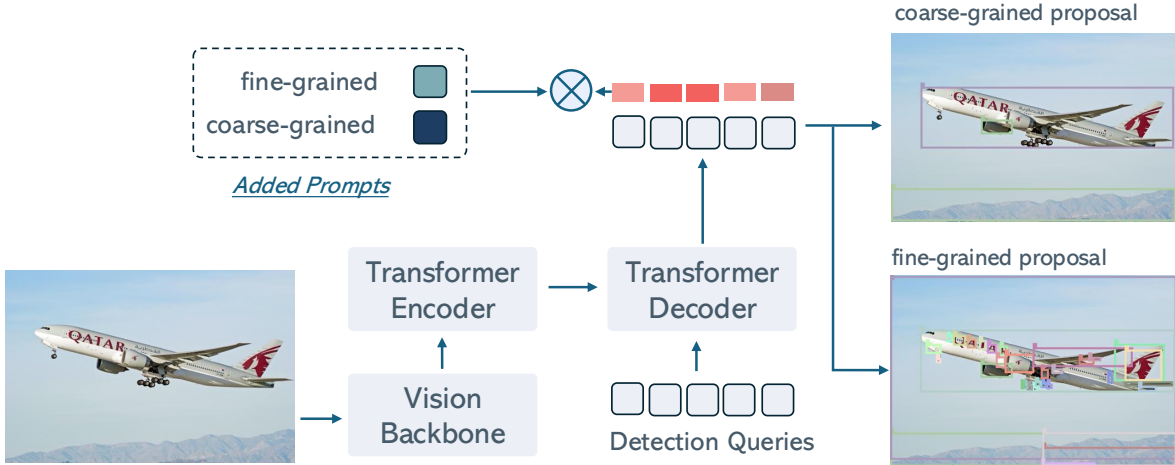 coarse-grained proposal
fine-grained
coarse-grained
Added Prompts
QATAR
fine-grained proposal
Transformer
Encoder
Transformer
Decoder
QATAR
QATAR
Vision
Backbone
Detection Queries